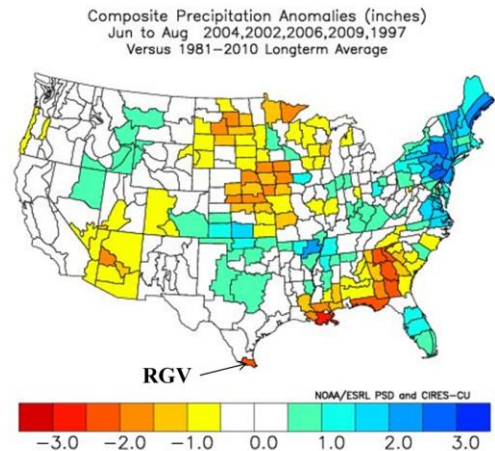 Composite Precipitation Anomalies (inches)
Jun to Aug 2004,2002,2006,2009,1997
Versus 1981-2010 Longterm Average
RGV
NOAA/ESRL PSD and CIRES-CU
-3.0 -2.0 -1.0 0.0 1.0 2.0 3.0